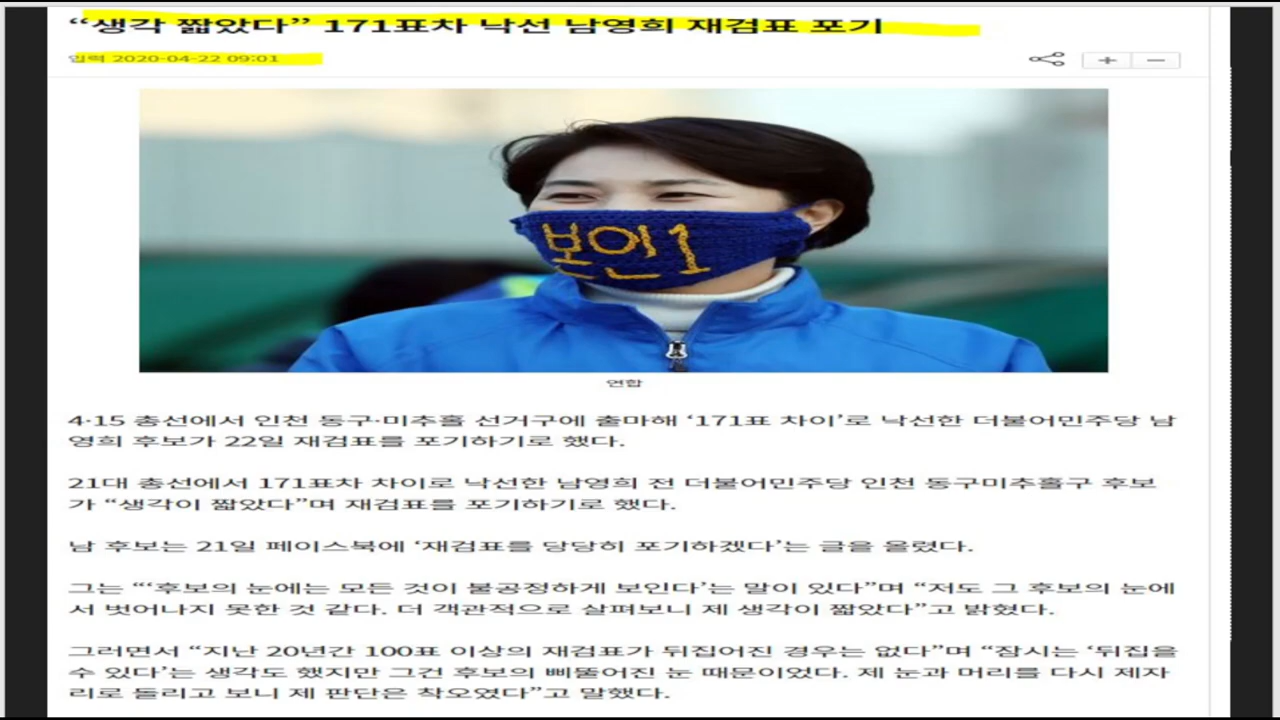 “생각 짧았다” 171표차 낙선 남영희 재검표 포기
입력 2020-04-22 09:01
보인1
연합
4·15 총선에서 인천 동구·미추홀 선거구에 출마해 ‘171표 차이’로 낙선한 더불어민주당 남
영희 후보가 22일 재검표를 포기하기로 했다.
21대 총선에서 171표차 차이로 낙선한 남영희 전 더불어민주당 인천 동구미추홀구 후보
가 “생각이 짧았다”며 재검표를 포기하기로 했다.
남 후보는 21일 페이스북에 ‘재검표를 당당히 포기하겠다’는 글을 올렸다.
그는 “‘후보의 눈에는 모든 것이 불공정하게 보인다’는 말이 있다”며 “저도 그 후보의 눈에
서 벗어나지 못한 것 같다. 더 객관적으로 살펴보니 제 생각이 짧았다”고 밝혔다.
그러면서 “지난 20년간 100표 이상의 재검표가 뒤집어진 경우는 없다”며 “잠시는 ‘뒤집을
수 있다’는 생각도 했지만 그건 후보의 삐뚤어진 눈 때문이었다. 제 눈과 머리를 다시 제자
리로 돌리고 보니 제 판단은 착오였다”고 말했다.